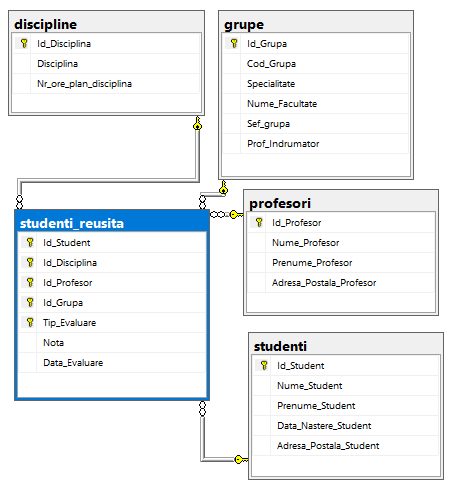 discipline
Id_Disciplina
Disciplina
Nr_ore_plan_disciplina
grupe
Id_Grupa
Cod_Grupa
Specialitate
Nume_Facultate
Sef_grupa
Prof_Indrumator
profesori
Id_Profesor
Nume_Profesor
Prenume_Profesor
Adresa_Postala_Profesor
studenti_reusita
Id_Student
Id_Disciplina
Id_Profesor
Id_Grupa
Tip_Evaluare
Nota
Data_Evaluare
studenti
Id_Student
Nume_Student
Prenume_Student
Data_Nastere_Student
Adresa_Postala_Student